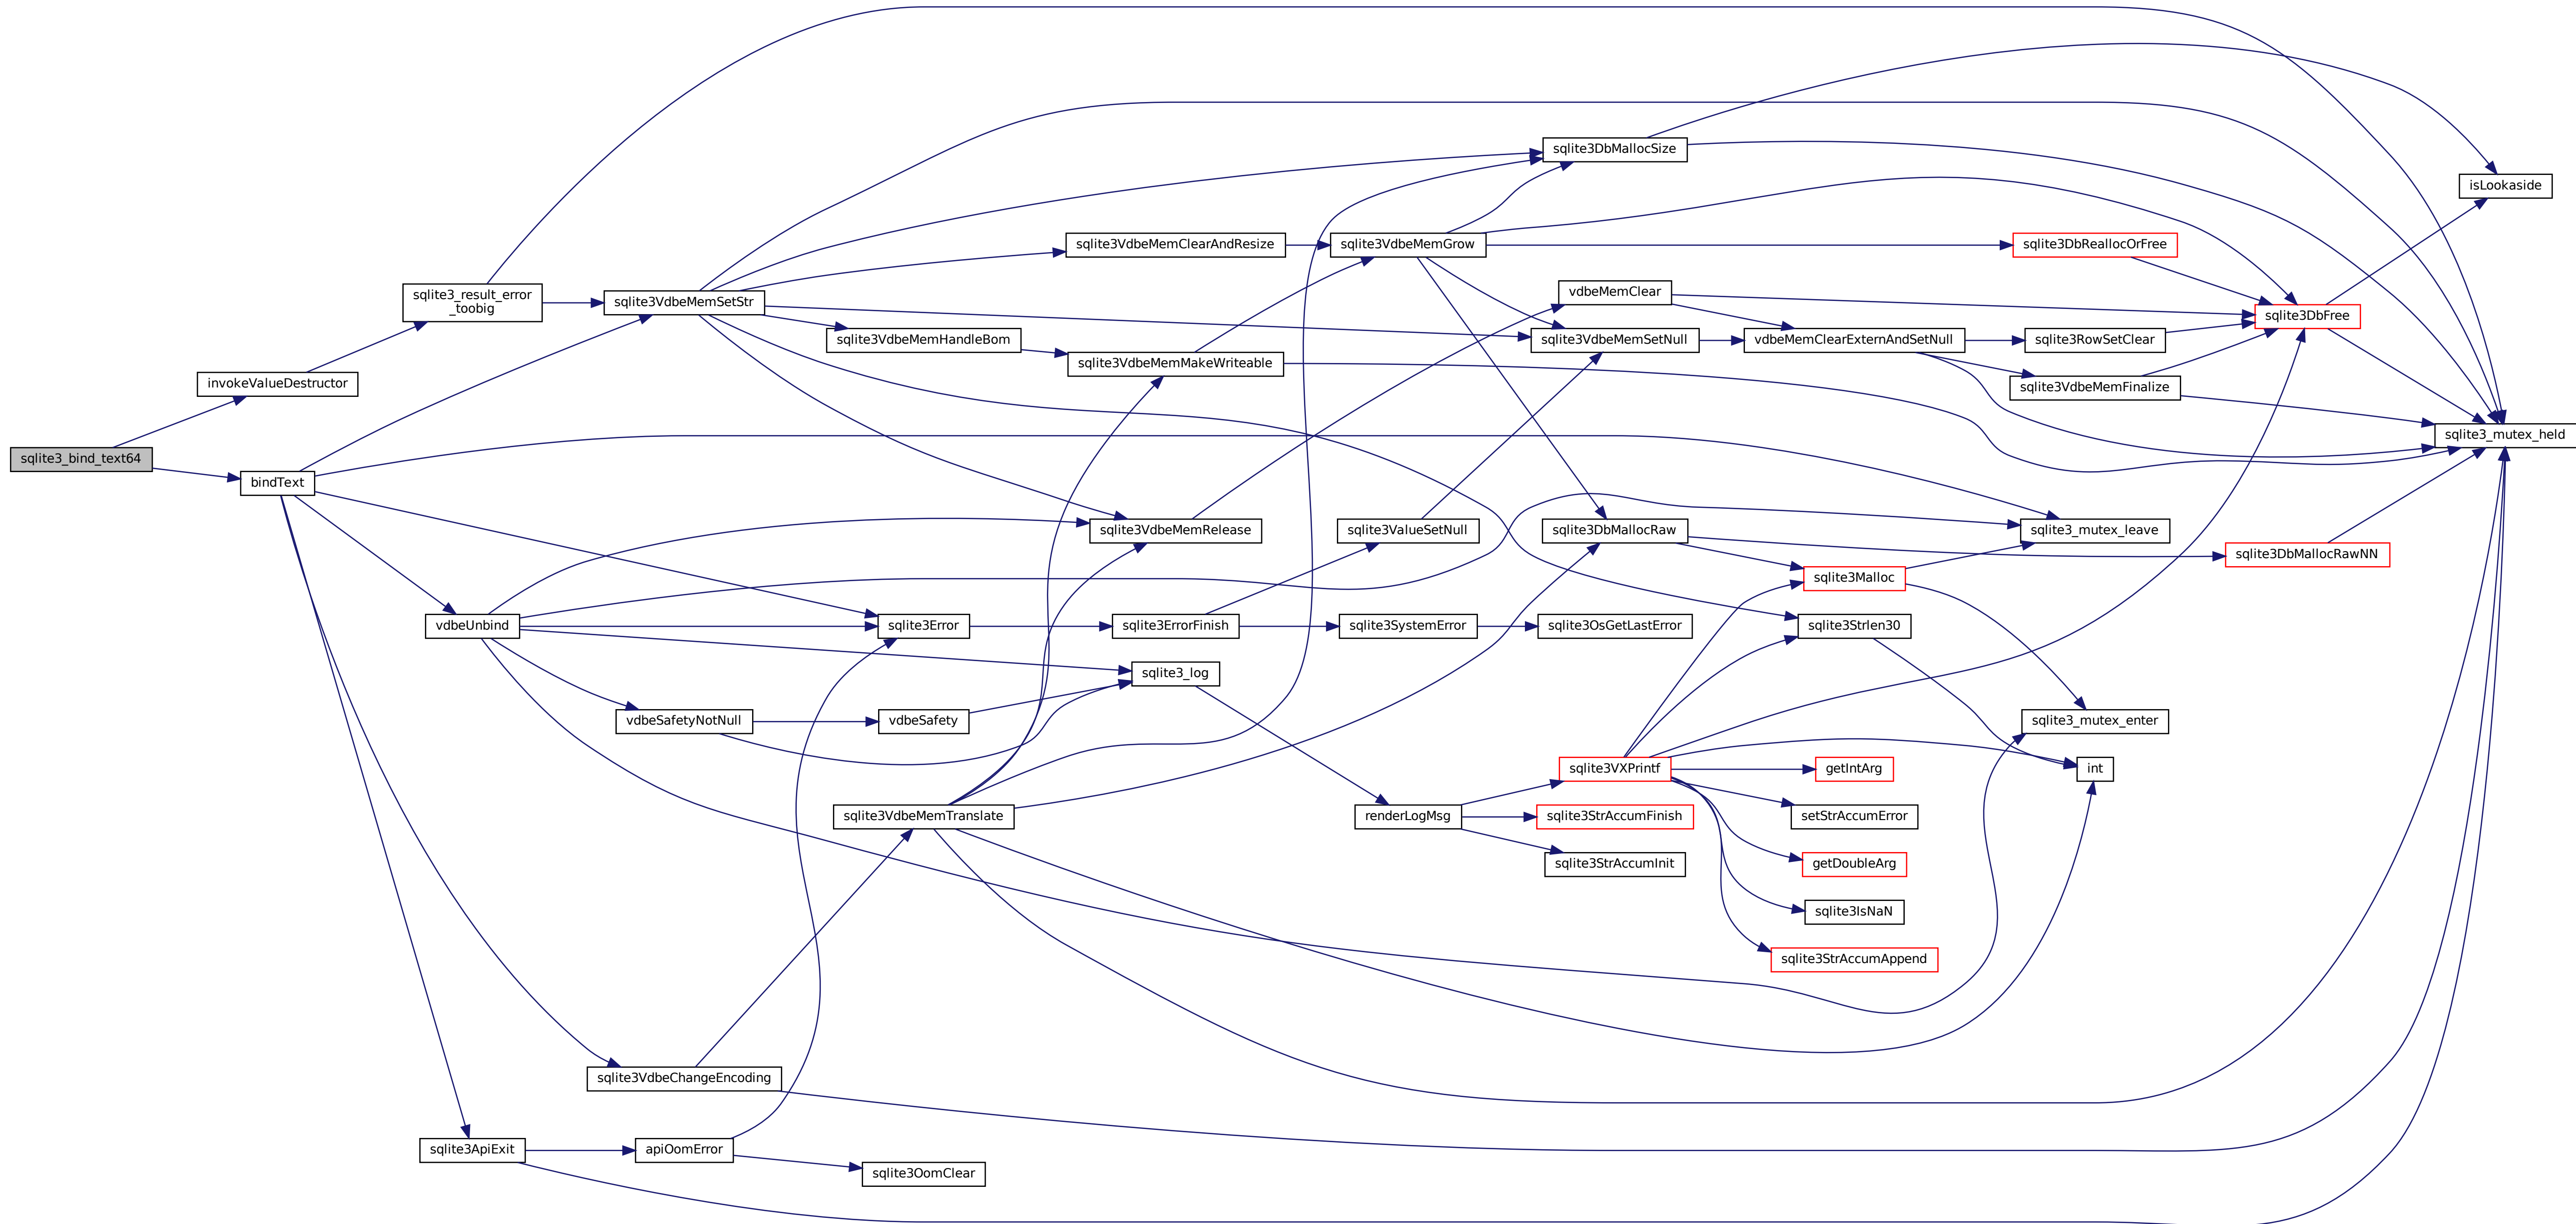 sqlite3_bind_text64
invokeValueDestructor
bindText
sqlite3_result_error
_toobig
vdbeUnbind
sqlite3ApiExit
sqlite3VdbeMemSetStr
vdbeSafetyNotNull
sqlite3VdbeChangeEncoding
apiOomError
sqlite3VdbeMemHandleBom
sqlite3Error
vdbeSafety
sqlite3VdbeMemTranslate
sqlite3OomClear
sqlite3VdbeMemClearAndResize
sqlite3VdbeMemMakeWriteable
sqlite3VdbeMemRelease
sqlite3ErrorFinish
sqlite3_log
sqlite3VdbeMemGrow
sqlite3ValueSetNull
sqlite3SystemError
renderLogMsg
sqlite3DbMallocSize
vdbeMemClear
sqlite3VdbeMemSetNull
sqlite3DbMallocRaw
sqlite3OsGetLastError
sqlite3VXPrintf
sqlite3StrAccumFinish
sqlite3StrAccumInit
vdbeMemClearExternAndSetNull
sqlite3Malloc
sqlite3Strlen30
getIntArg
setStrAccumError
getDoubleArg
sqlite3IsNaN
sqlite3StrAccumAppend
sqlite3DbReallocOrFree
sqlite3RowSetClear
sqlite3VdbeMemFinalize
sqlite3_mutex_leave
sqlite3_mutex_enter
int
sqlite3DbFree
sqlite3DbMallocRawNN
isLookaside
sqlite3_mutex_held